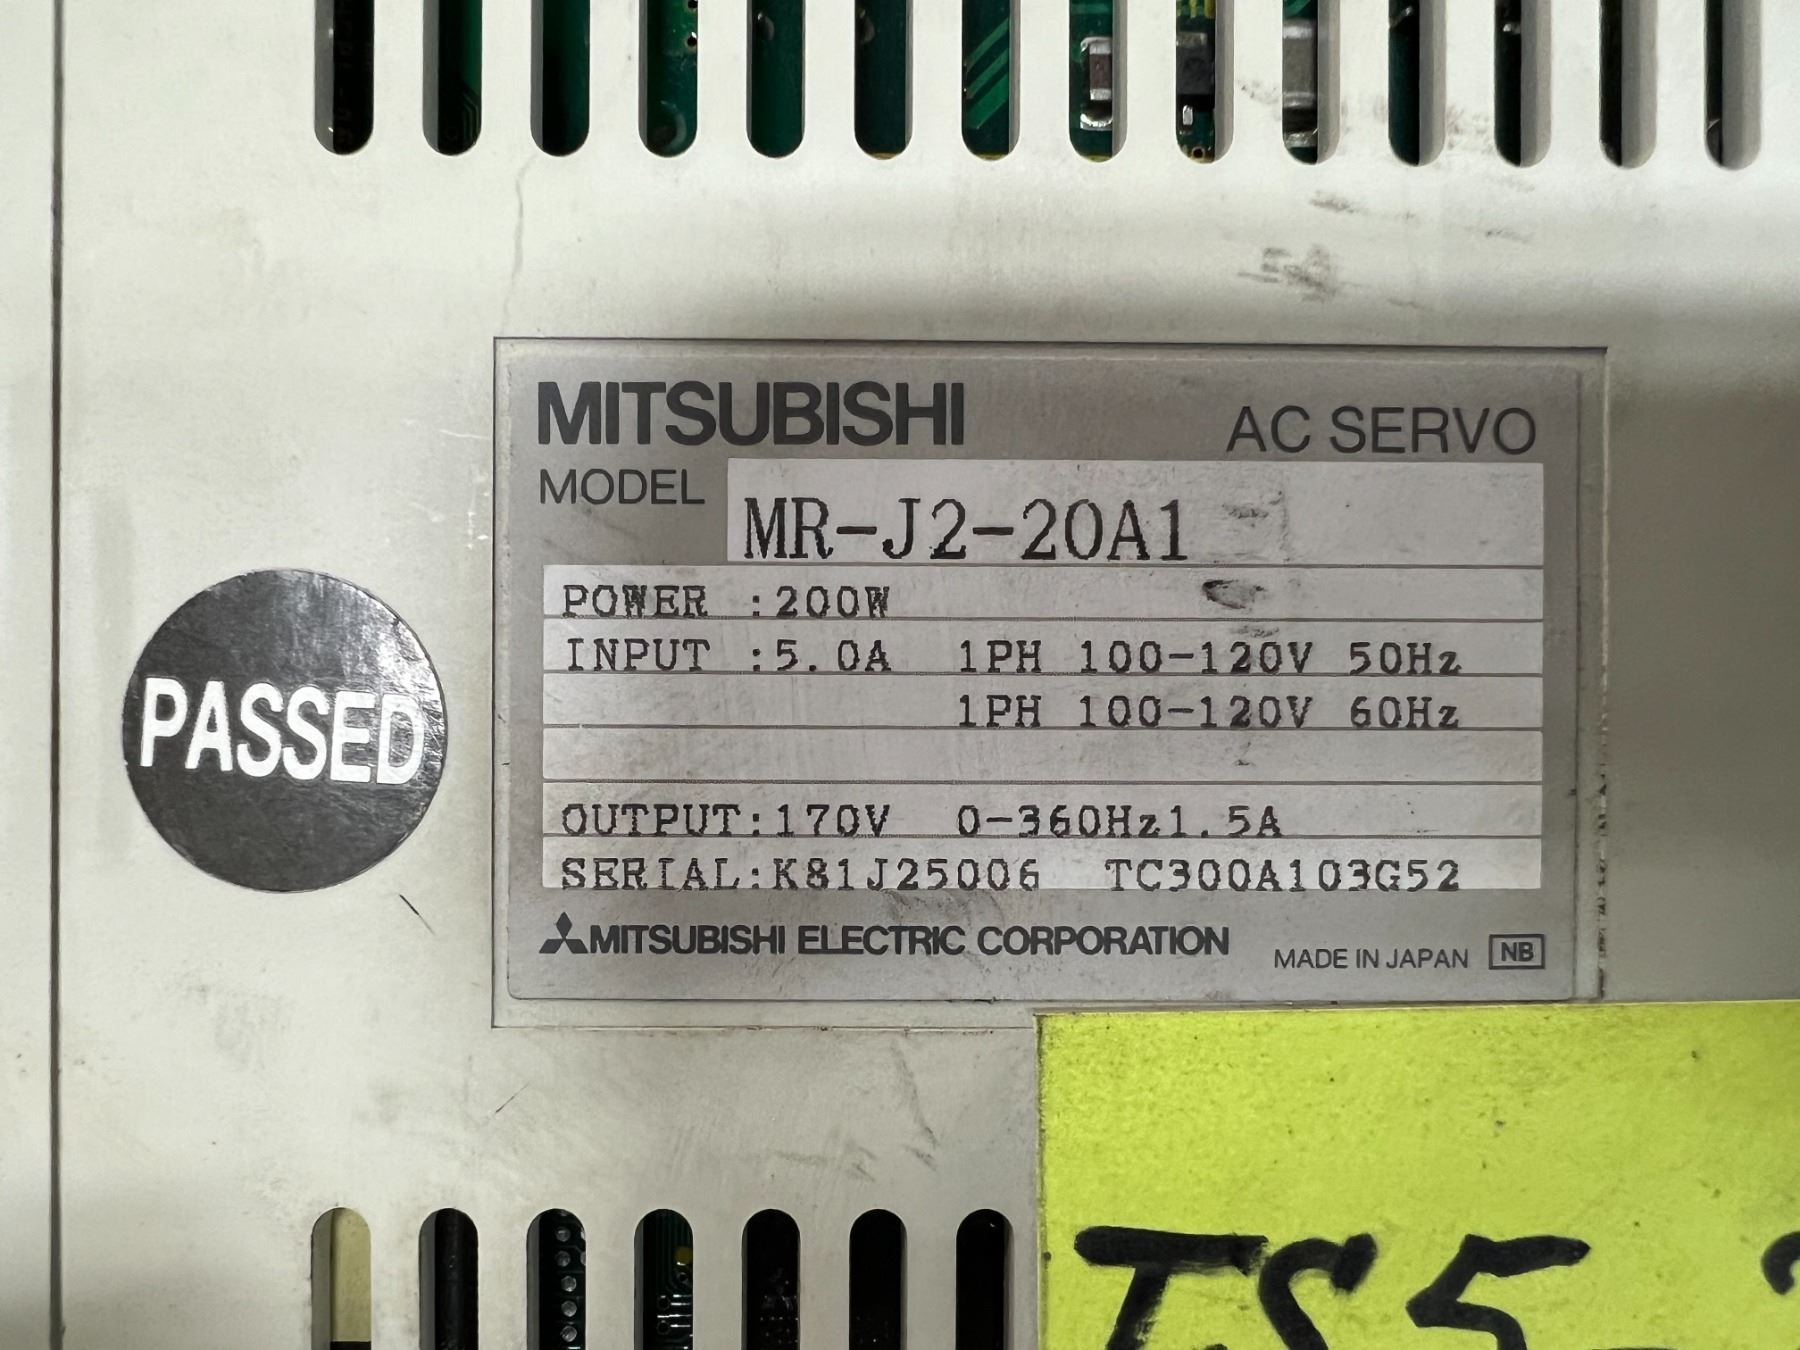 MITSUBISHI AC SERVO
MODEL MR-J2-20A1
POWER :200W
INPUT :5.0A 1PH 100-120V 50Hz
1PH 100-120V 60Hz
OUTPUT:170V 0-360Hz1.5A
SERIAL:K81J25006 TC300A103G52
MITSUBISHI ELECTRIC CORPORATION MADE IN JAPAN NB
PASSED
TS5